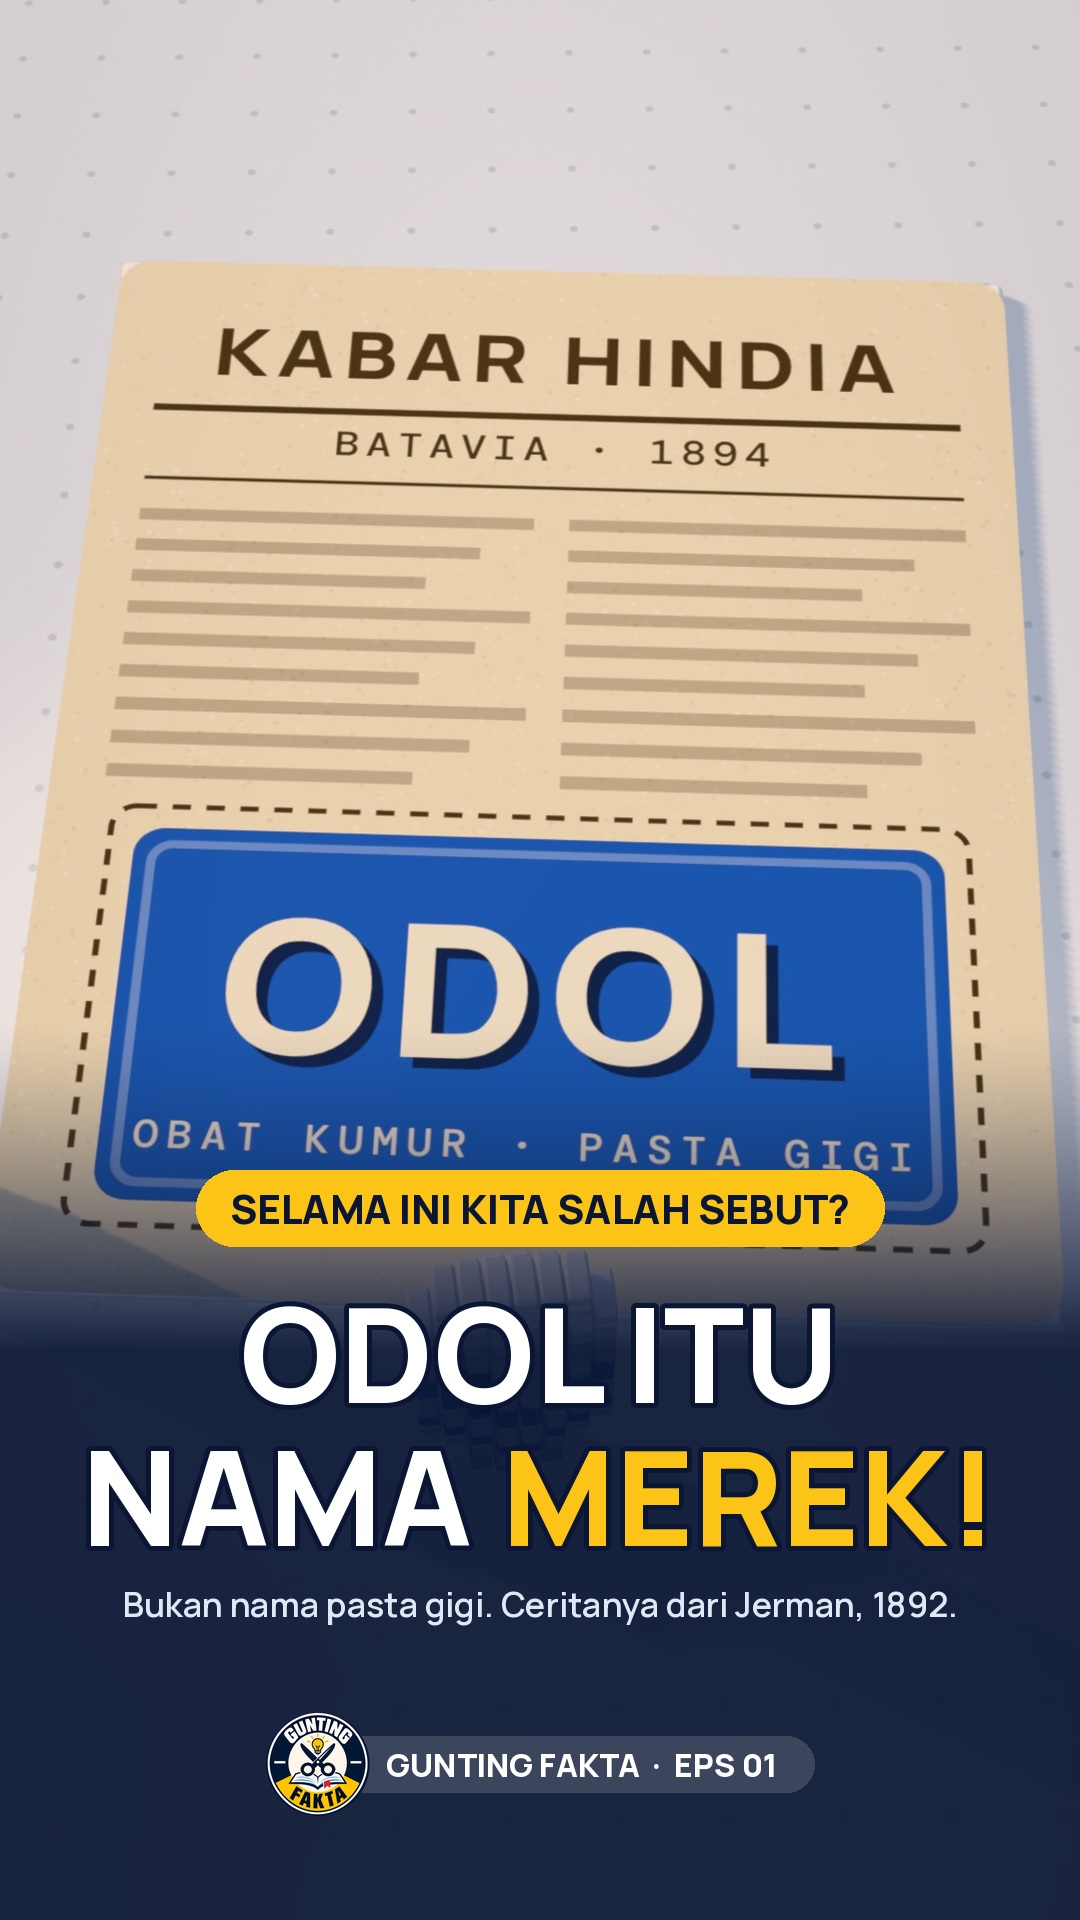 KABAR HINDIA
BATAVIA · 1894
ODOL
OBAT KUMUR · PASTA GIGI
SELAMA INI KITA SALAH SEBUT?
ODOL ITU
NAMA MEREK!
Bukan nama pasta gigi. Ceritanya dari Jerman, 1892.
GUNTING
FAKTA
GUNTING FAKTA · EPS 01